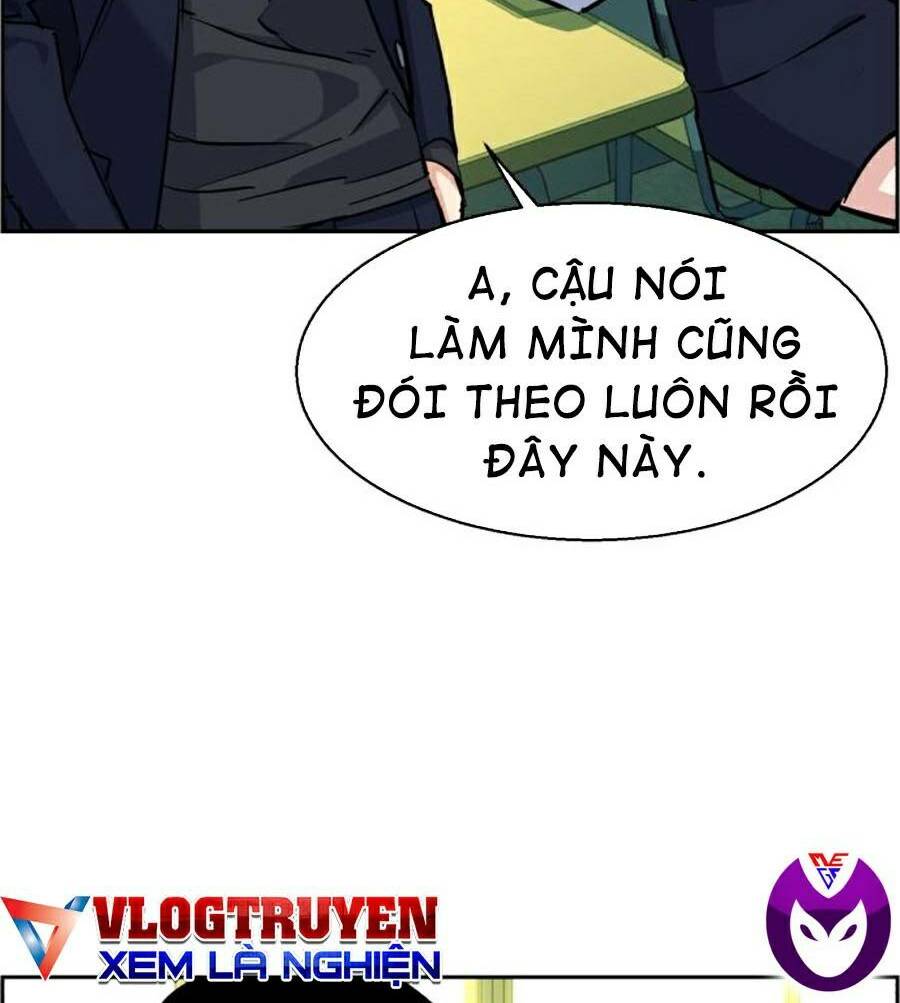 A, CẬU NÓI
LÀM MÌNH CŨNG
ĐÓI THEO LUÔN RỒI
ĐÂY NÀY.
VLOGTRUYEN
XEM LÀ NGHIỆN